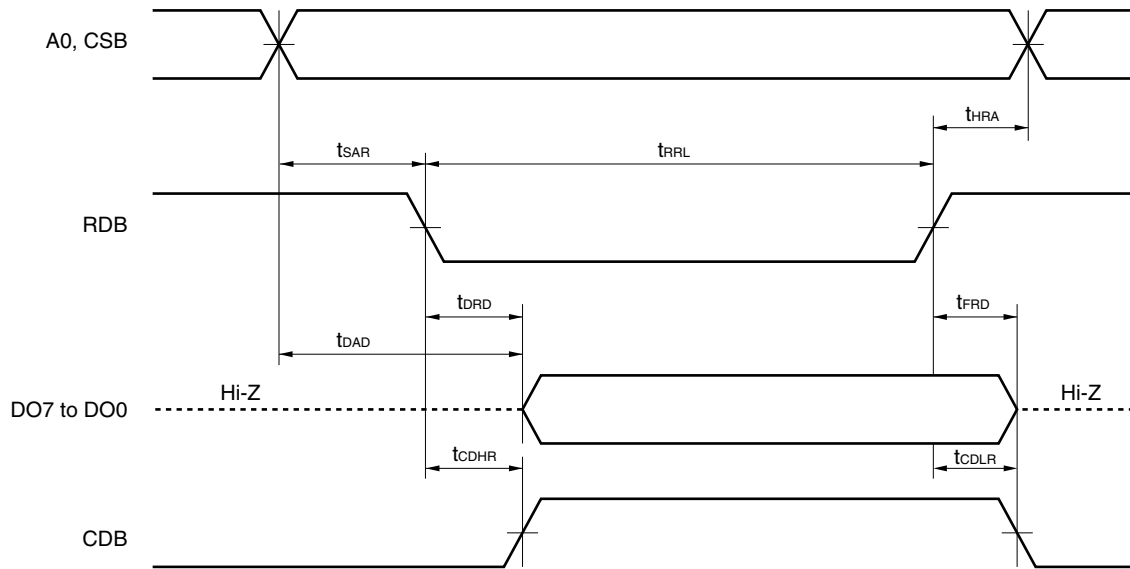 A0, CSB
tHRA
tSAR
tRRL
RDB
tDRD
tFRD
tDAD
Hi-Z
Hi-Z
DO7 to DO0
tCDHR
tCDLR
CDB